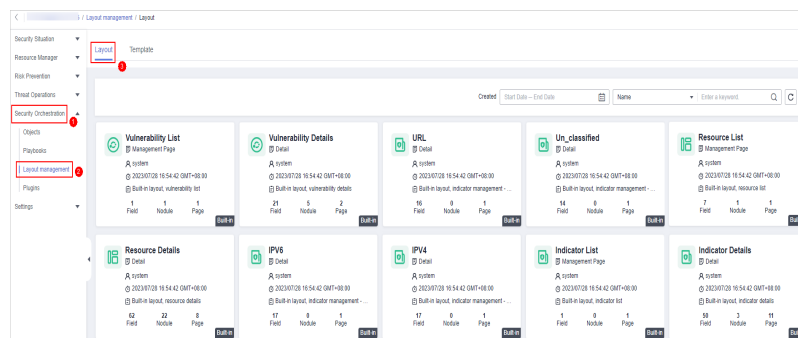 / Layout management / Layout
Security Situation
Resource Manager
Risk Prevention
Threat Operations
Security Orchestration
1
Objects
Playbooks
Layout management
2
Plugins
Settings
Layout
Template
3
Created
Start Date -- End Date
Name
Enter a keyword.
Vulnerability List
Management Page
system
2023/07/28 16:54:42 GMT+08:00
Built-in layout, vulnerability list
1 1 1
Field Nodule Page
Built-in
Vulnerability Details
Detail
system
2023/07/28 16:54:42 GMT+08:00
Built-in layout, vulnerability details
21 5 2
Field Nodule Page
Built-in
URL
Detail
system
2023/07/28 16:54:42 GMT+08:00
Built-in layout, indicator management - ...
16 0 1
Field Nodule Page
Built-in
Un_classified
Detail
system
2023/07/28 16:54:42 GMT+08:00
Built-in layout, indicator management - ...
14 0 1
Field Nodule Page
Built-in
Resource List
Management Page
system
2023/07/28 16:54:42 GMT+08:00
Built-in layout, resource list
7 1 1
Field Nodule Page
Resource Details
Detail
system
2023/07/28 16:54:42 GMT+08:00
Built-in layout, resource details
62 22 8
Field Nodule Page
Built-in
IPV6
Detail
system
2023/07/28 16:54:42 GMT+08:00
Built-in layout, indicator management - ...
17 0 1
Field Nodule Page
Built-in
IPV4
Detail
system
2023/07/28 16:54:42 GMT+08:00
Built-in layout, indicator management - ...
17 0 1
Field Nodule Page
Built-in
Indicator List
Management Page
system
2023/07/28 16:54:42 GMT+08:00
Built-in layout, indicator list
1 0 1
Field Nodule Page
Built-in
Indicator Details
Detail
system
2023/07/28 16:54:42 GMT+08:00
Built-in layout, indicator details
50 3 11
Field Nodule Page